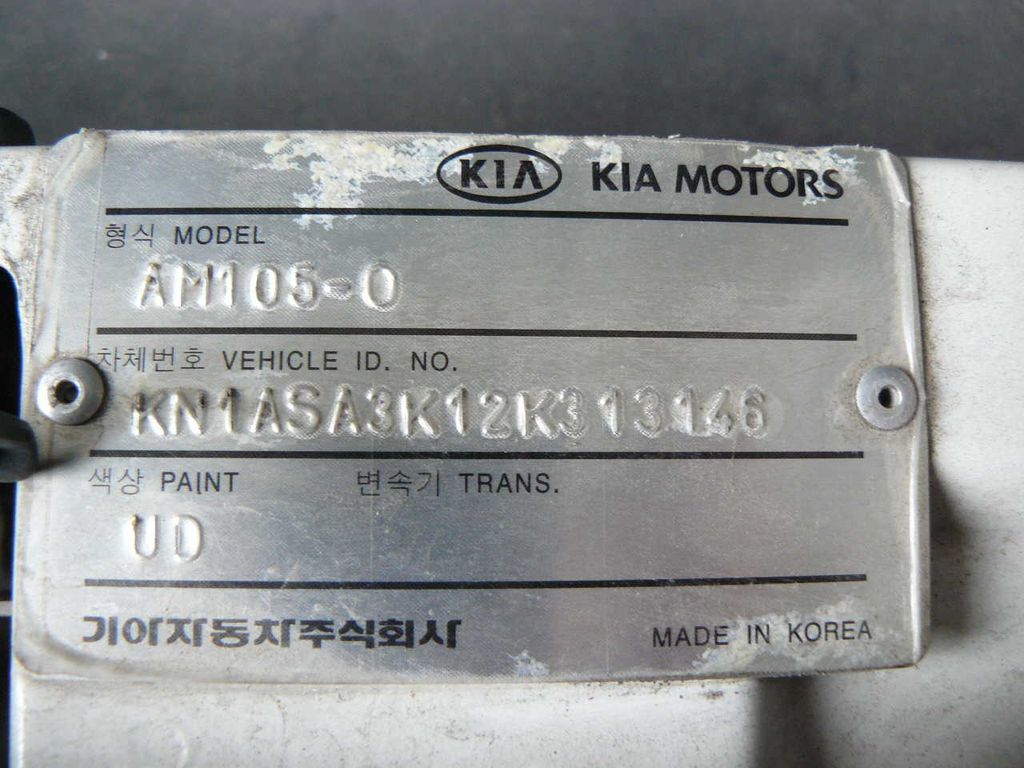 KIA KIA MOTORS
형식 MODEL
AM105-0
차체번호 VEHICLE ID. NO.
KN1ASA3K12K313146
색상 PAINT 변속기 TRANS.
UD
기아자동차주식회사 MADE IN KOREA